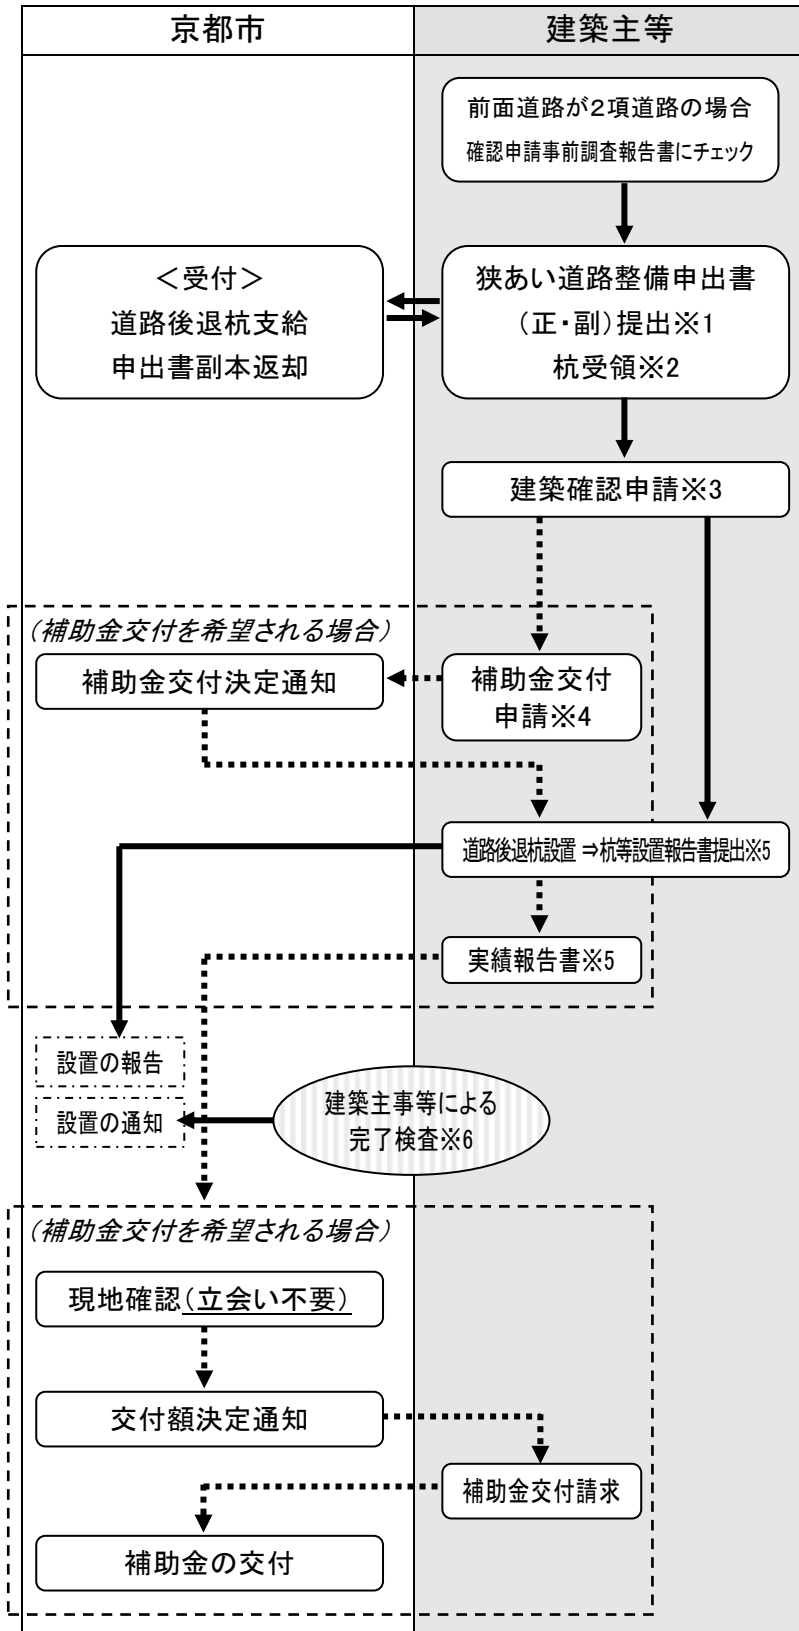 京都市
建築主等
前面道路が２項道路の場合
確認申請事前調査報告書にチェック
＜受付＞
道路後退杭支給
申出書副本返却
狭あい道路整備申出書
（正・副）提出※1
杭受領※2
建築確認申請※3
（補助金交付を希望される場合）
補助金交付決定通知
補助金交付
申請※4
道路後退杭設置 ⇒杭等設置報告書提出※5
実績報告書※5
設置の報告
設置の通知
建築主事等による
完了検査※6
（補助金交付を希望される場合）
現地確認（立会い不要）
交付額決定通知
補助金交付請求
補助金の交付